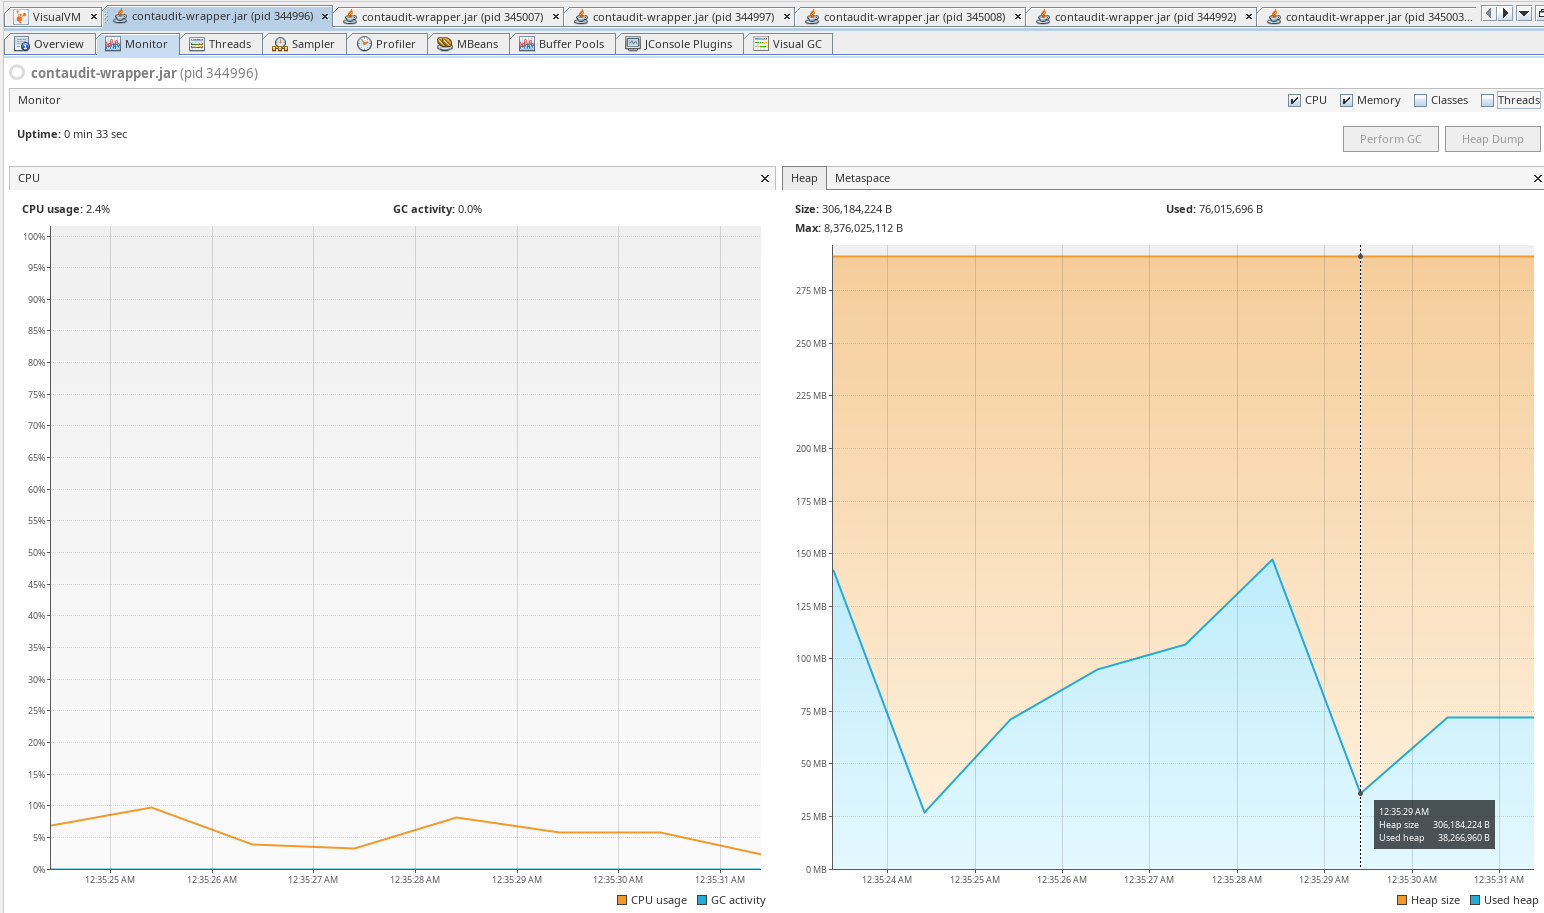 VisualVM contaudit-wrapper.jar (pid 344996) contaudit-wrapper.jar (pid 345007) contaudit-wrapper.jar (pid 344997) contaudit-wrapper.jar (pid 345008) contaudit-wrapper.jar (pid 344992) contaudit-wrapper.jar (pid 345003...
Overview Monitor Threads Sampler Profiler MBeans Buffer Pools JConsole Plugins Visual GC
contaudit-wrapper.jar (pid 344996)
Monitor CPU Memory Classes Threads
Uptime: 0 min 33 sec
Perform GC Heap Dump
CPU
CPU usage: 2.4% GC activity: 0.0%
100%
95%
90%
85%
80%
75%
70%
65%
60%
55%
50%
45%
40%
35%
30%
25%
20%
15%
10%
5%
0%
12:35:25 AM 12:35:26 AM 12:35:27 AM 12:35:28 AM 12:35:29 AM 12:35:30 AM 12:35:31 AM
CPU usage GC activity
Heap Metaspace
Size: 306,184,224 B Used: 76,015,696 B
Max: 8,376,025,112 B
275 MB
250 MB
225 MB
200 MB
175 MB
150 MB
125 MB
100 MB
75 MB
50 MB
25 MB
0 MB
12:35:29 AM
Heap size 306,184,224 B
Used heap 38,266,960 B
12:35:24 AM 12:35:25 AM 12:35:26 AM 12:35:27 AM 12:35:28 AM 12:35:29 AM 12:35:30 AM 12:35:31 AM
Heap size Used heap